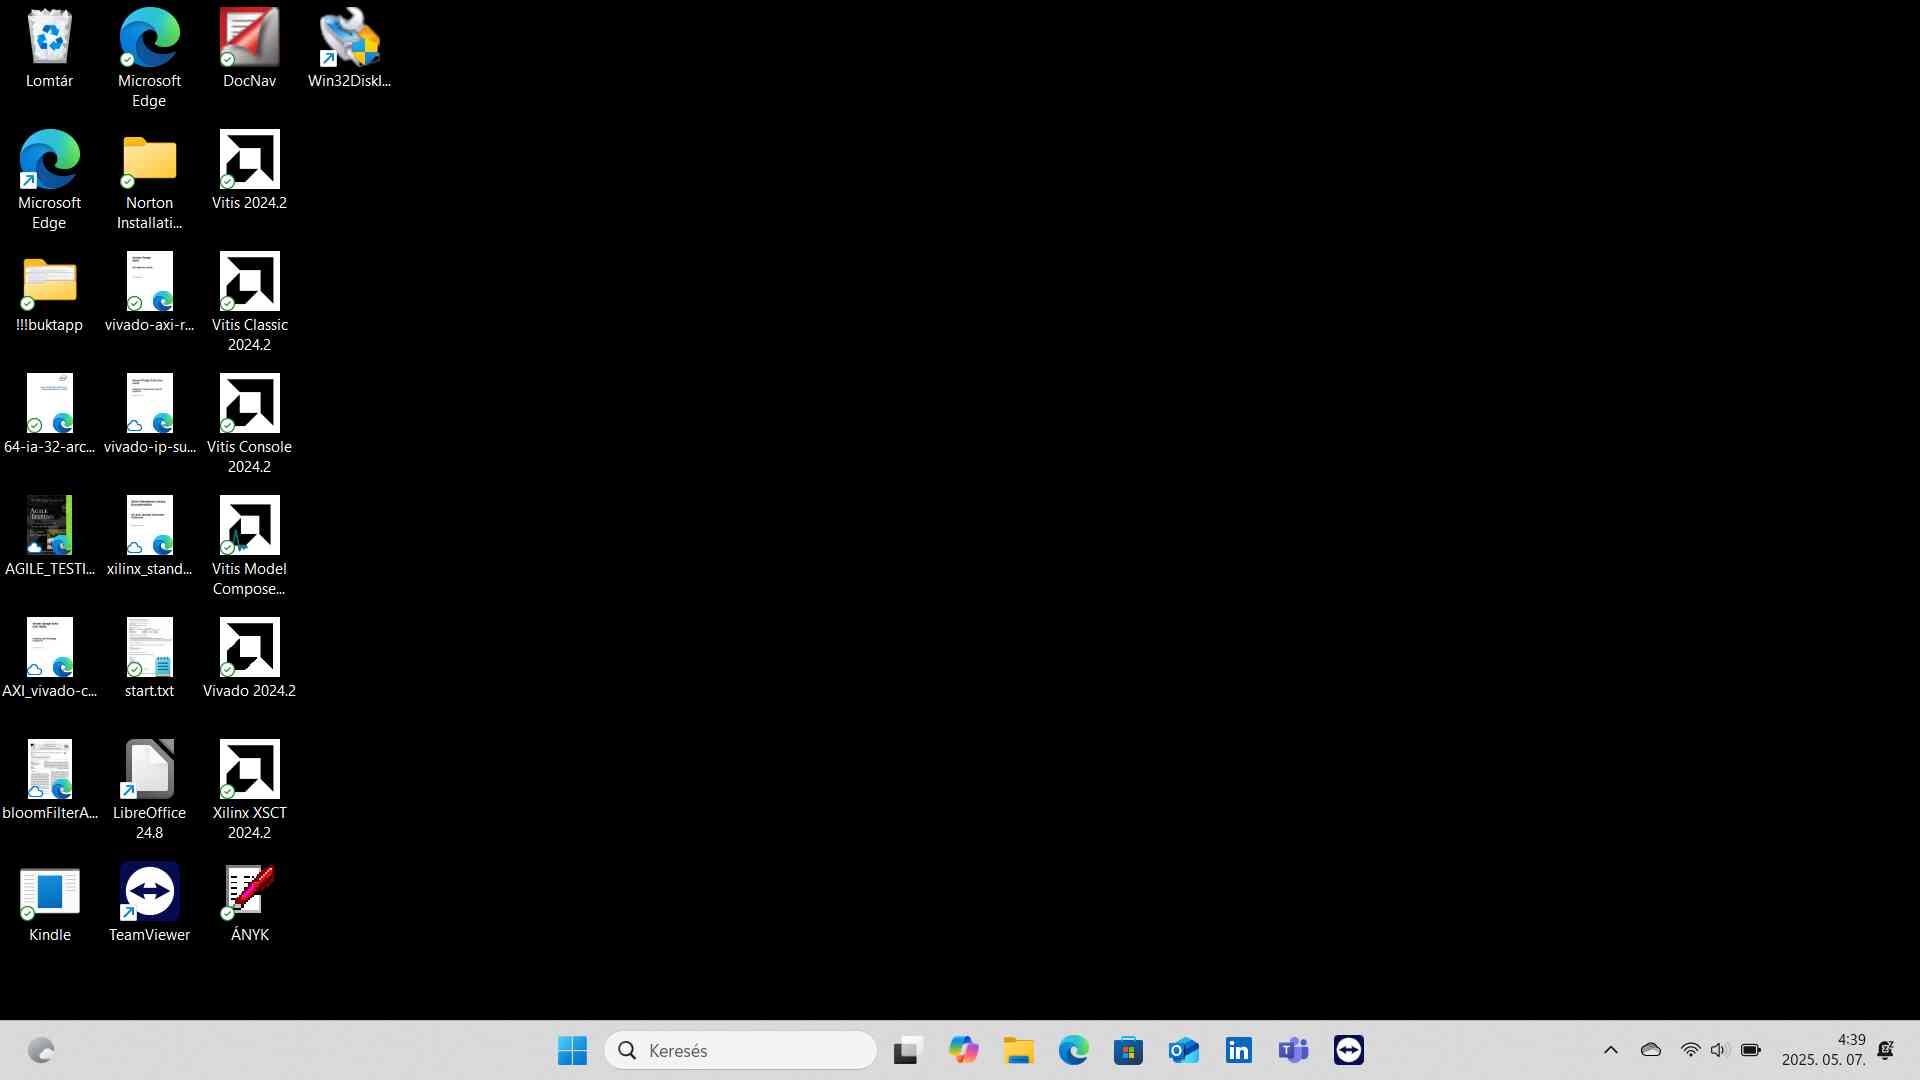 Lomtár
Microsoft
Edge
DocNav
Win32DiskI...
Microsoft
Edge
Norton
Installati...
Vitis 2024.2
!!!buktapp
vivado-axi-r...
Vitis Classic
2024.2
64-ia-32-arc...
vivado-ip-su...
Vitis Console
2024.2
AGILE_TESTI...
xilinx_stand...
Vitis Model
Compose...
AXI_vivado-c...
start.txt
Vivado 2024.2
bloomFilterA...
LibreOffice
24.8
Xilinx XSCT
2024.2
Kindle
TeamViewer
ÁNYK
Keresés
4:39
2025. 05. 07.